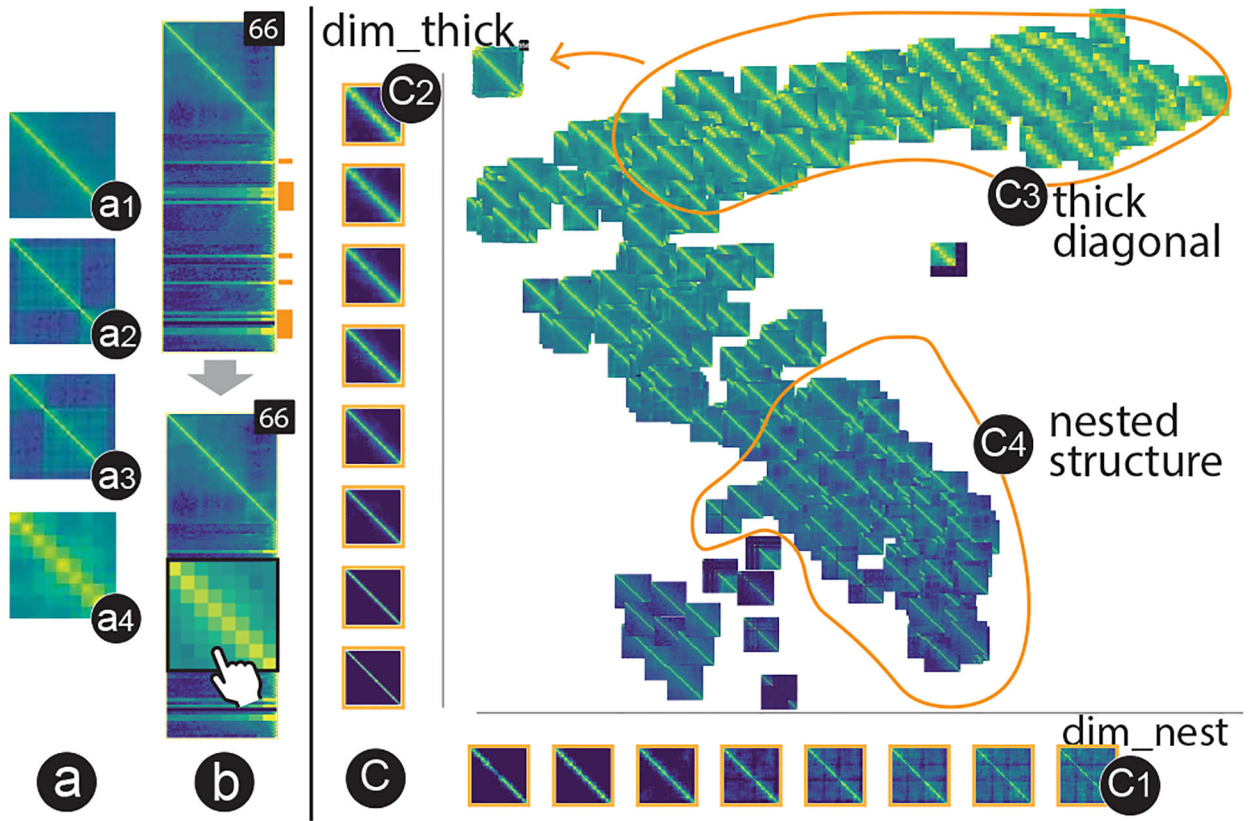 66
dim_thick
C2
a1
a2
C3
thick
diagonal
a3
66
C4
nested
structure
a4
dim_nest
a
b
C
C1